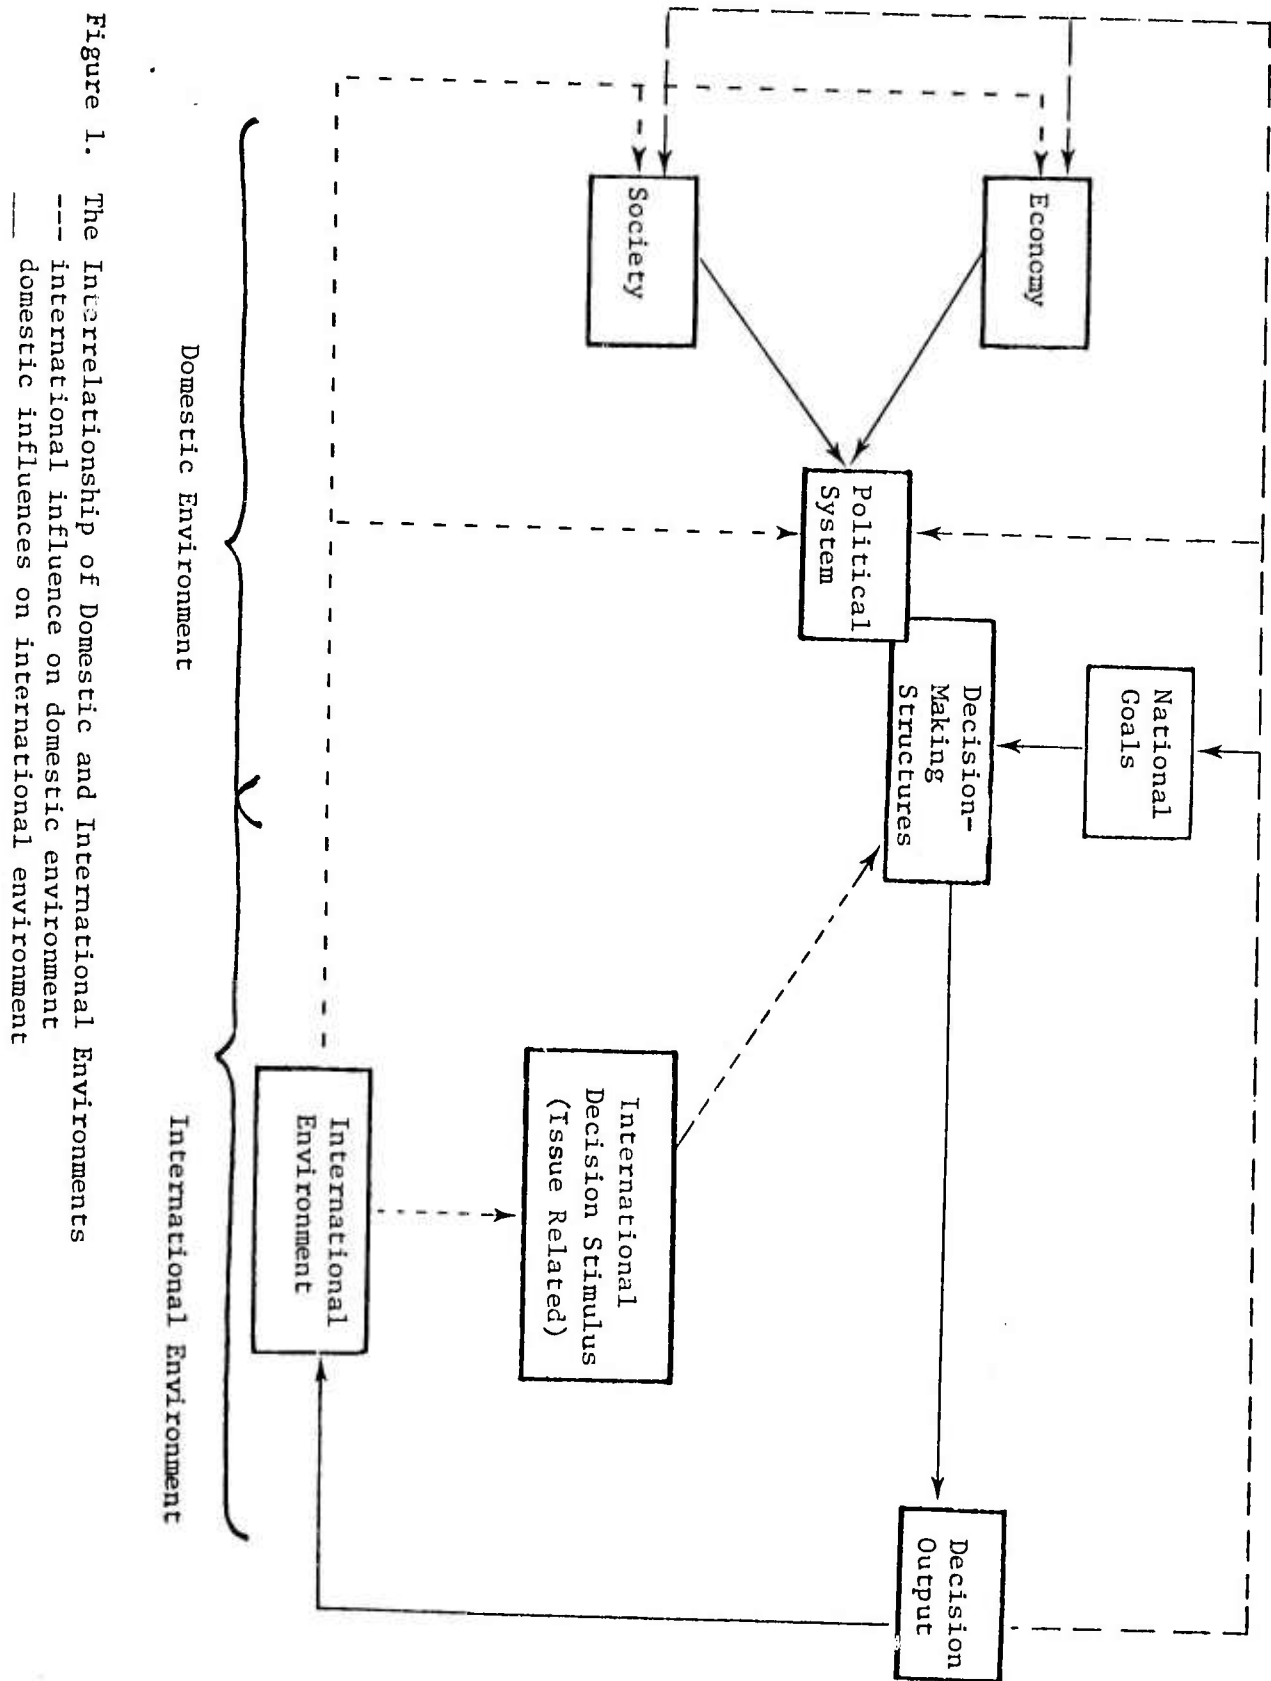 Economy
Society
Political
System
National
Goals
Decision-
Making
Structures
International
Decision Stimulus
(Issue Related)
International
Environment
Decision
Output
Domestic Environment
International Environment
Figure 1. The Interrelationship of Domestic and International Environments
--- international influence on domestic environment
___ domestic influences on international environment